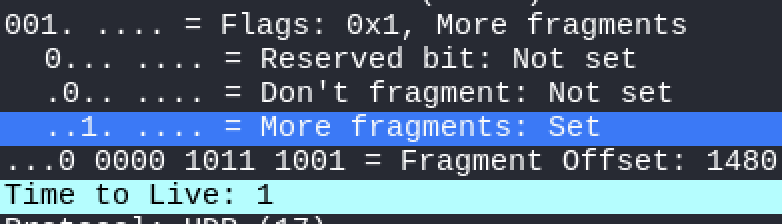 001. .... = Flags: 0x1, More fragments
0... .... = Reserved bit: Not set
.0.. .... = Don't fragment: Not set
..1. .... = More fragments: Set
...0 0000 1011 1001 = Fragment Offset: 1480
Time to Live: 1
Protocol: UDP (17)